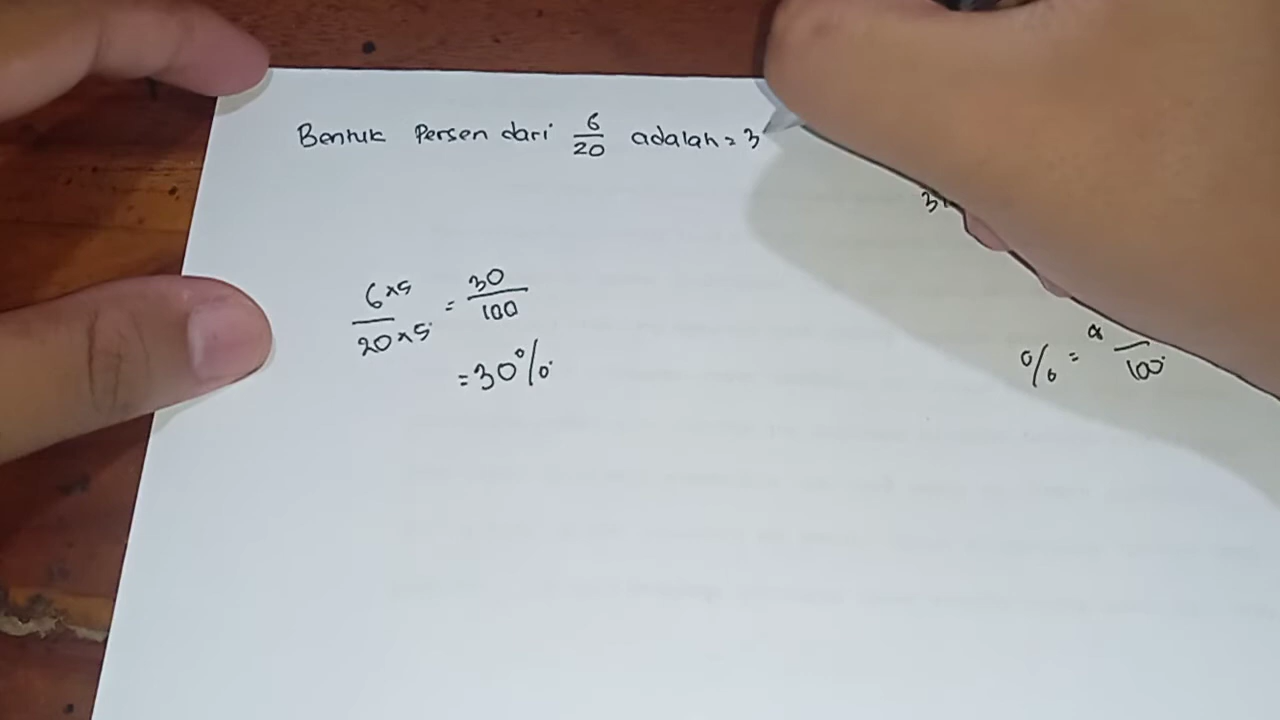 Bentuk Persen dari 6/20 adalah = 3
6×5/20×5 = 30/100
= 30%
% = /100